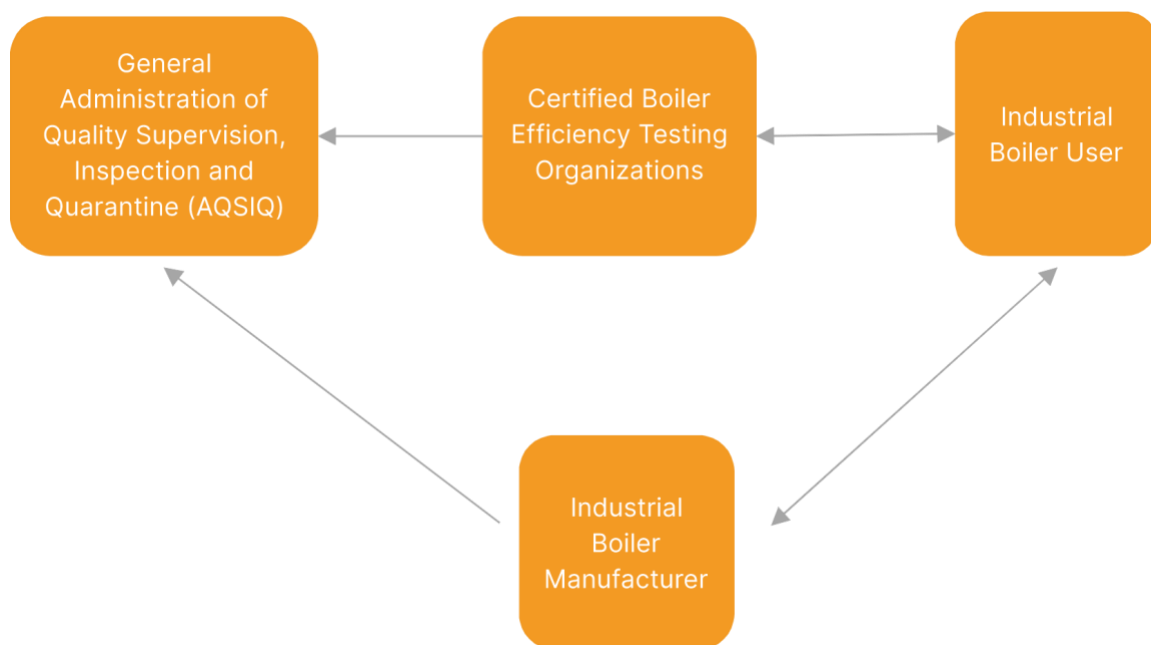 General
Administration of
Quality Supervision,
Inspection and
Quarantine (AQSIQ)
Certified Boiler
Efficiency Testing
Organizations
Industrial
Boiler User
Industrial
Boiler
Manufacturer